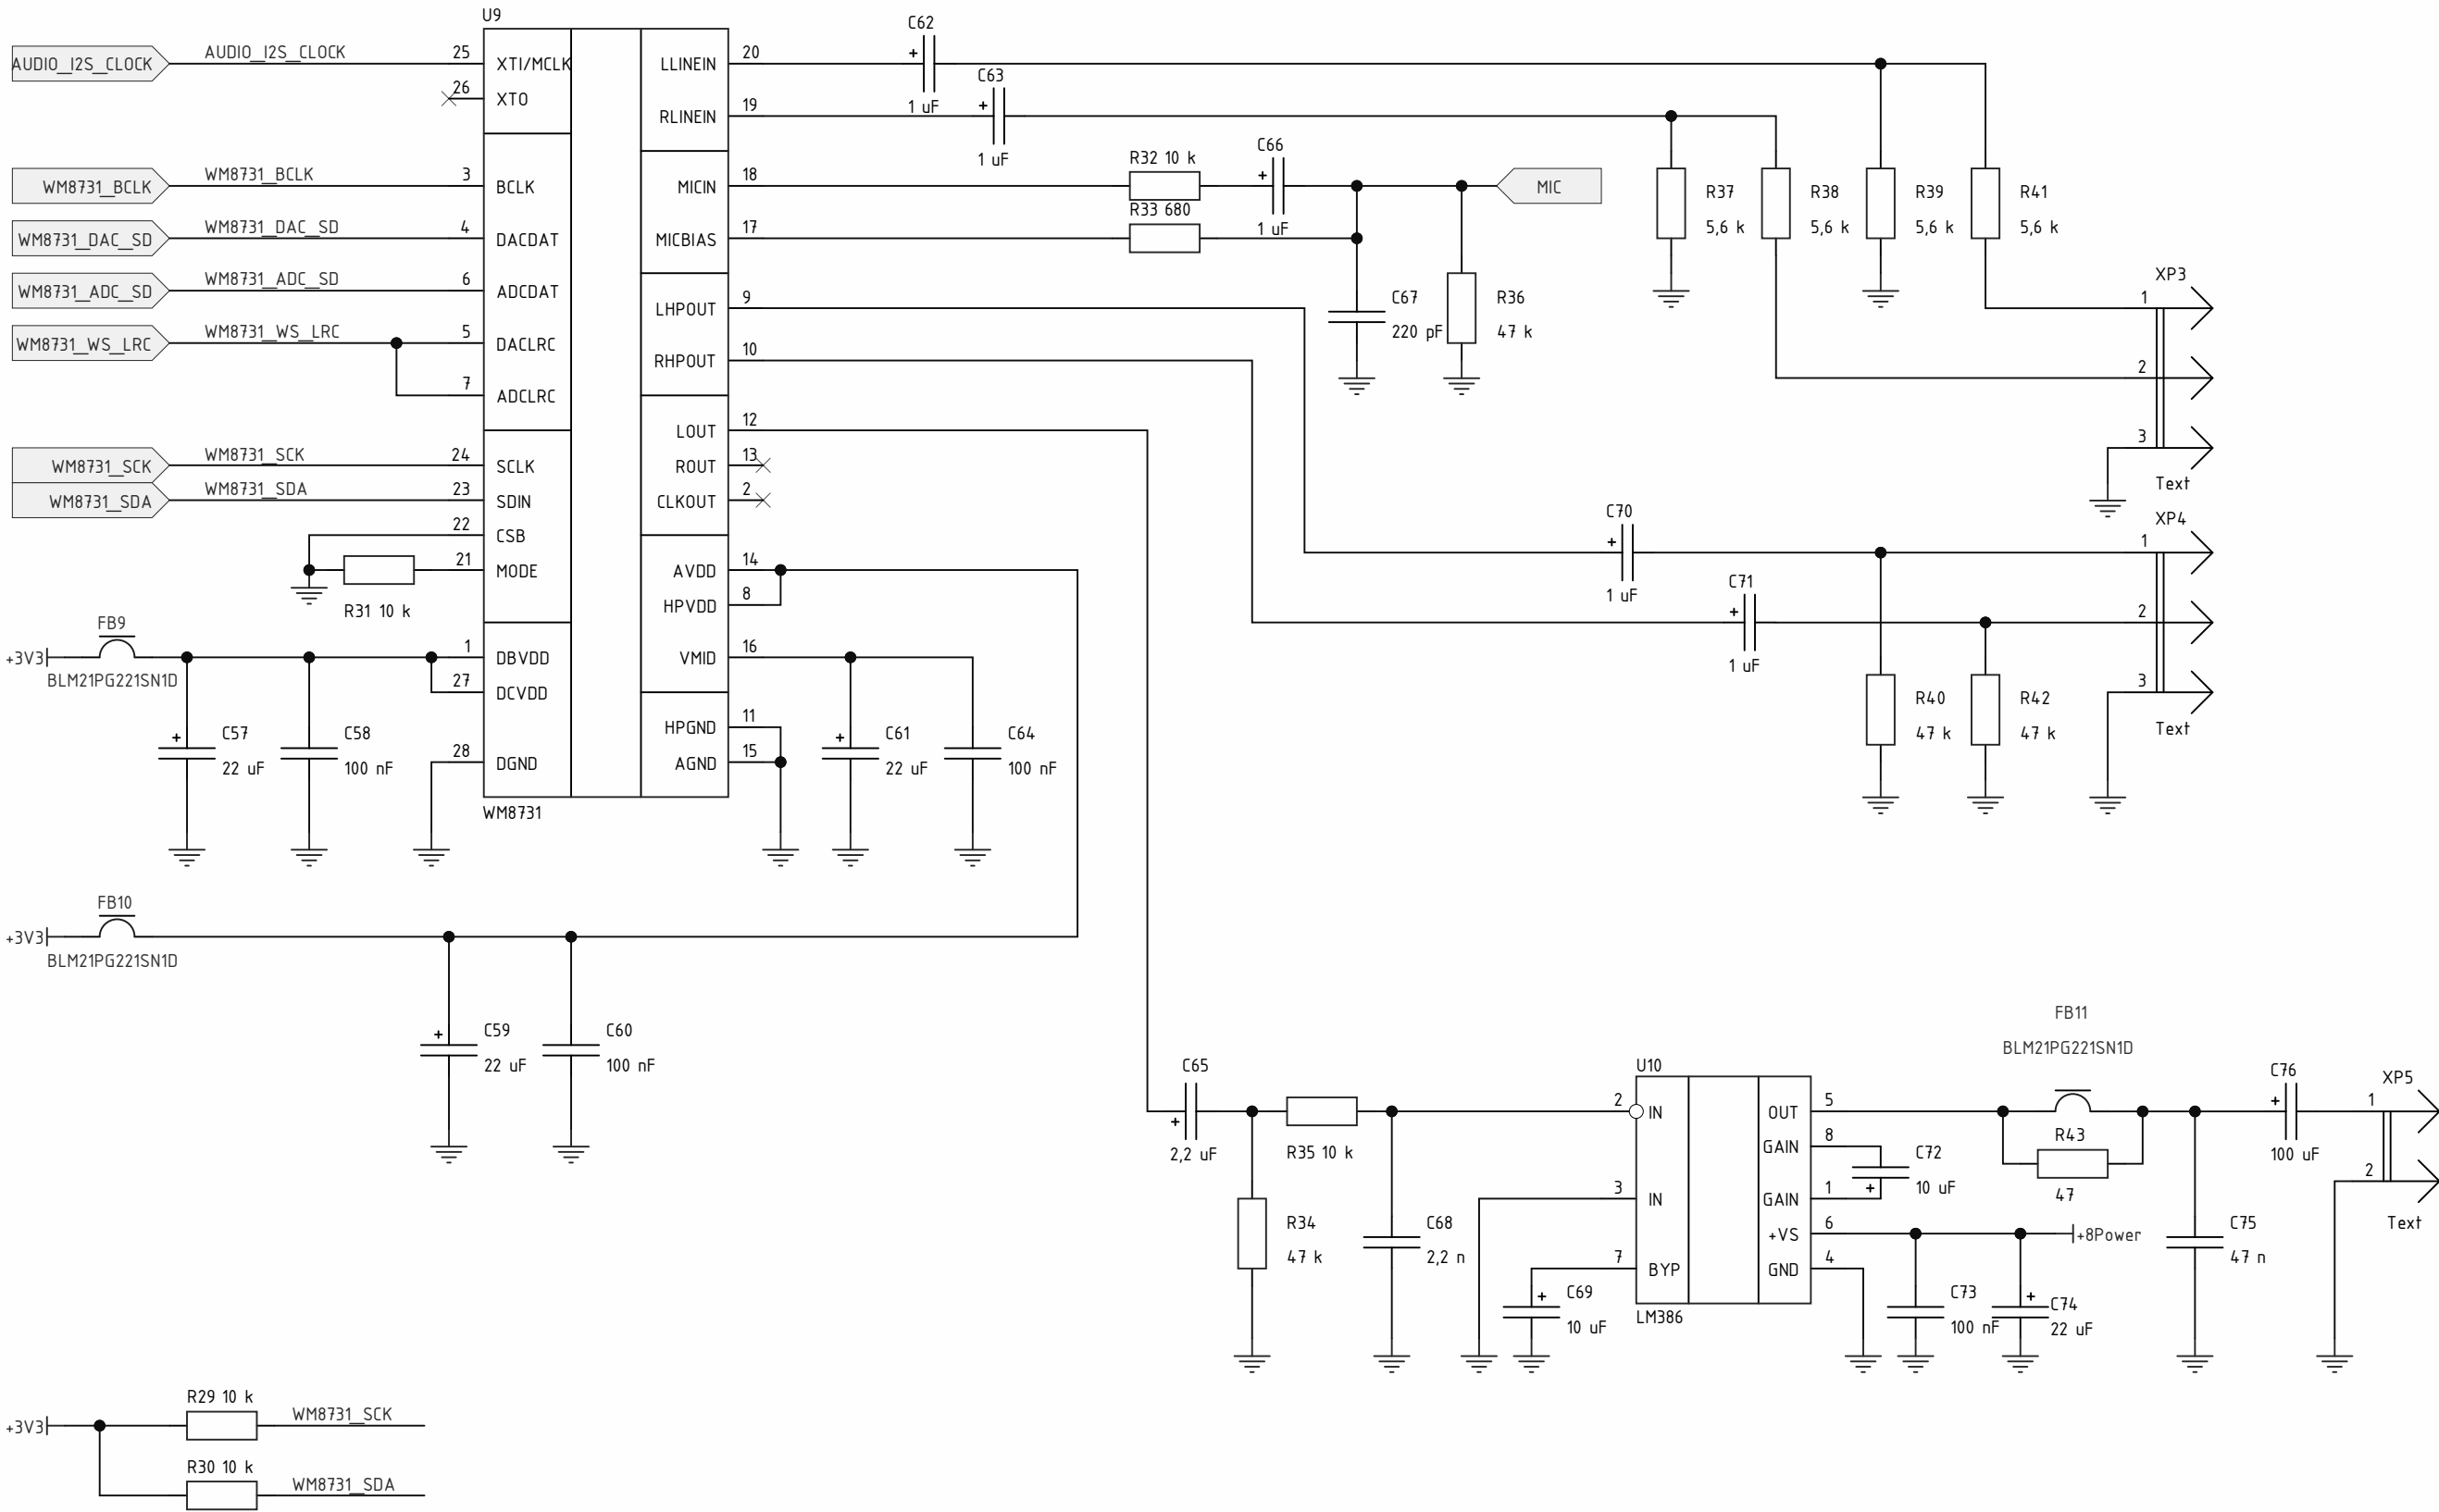 U9
AUDIO_I2S_CLOCK
AUDIO_I2S_CLOCK
25
XTI/MCLK
26
XTO
WM8731_BCLK
WM8731_BCLK
3
BCLK
WM8731_DAC_SD
WM8731_DAC_SD
4
DACDAT
WM8731_ADC_SD
WM8731_ADC_SD
6
ADCDAT
WM8731_WS_LRC
WM8731_WS_LRC
5
DACLRC
7
ADCLRC
WM8731_SCK
WM8731_SCK
24
SCLK
WM8731_SDA
WM8731_SDA
23
SDIN
22
CSB
21
MODE
R31 10 k
FB9
+3V3
BLM21PG221SN1D
1
DBVDD
27
DCVDD
C57
22 uF
C58
100 nF
28
DGND
WM8731
LLINEIN
20
RLINEIN
19
MICIN
18
MICBIAS
17
LHPOUT
9
RHPOUT
10
LOUT
12
ROUT
13
CLKOUT
2
AVDD
14
HPVDD
8
VMID
16
HPGND
11
AGND
15
C61
22 uF
C64
100 nF
C62
1 uF
C63
1 uF
R32 10 k
R33 680
C66
1 uF
MIC
C67
220 pF
R36
47 k
R37
5,6 k
R38
5,6 k
R39
5,6 k
R41
5,6 k
XP3
1
2
3
Text
C70
1 uF
C71
1 uF
XP4
1
2
3
Text
R40
47 k
R42
47 k
FB10
+3V3
BLM21PG221SN1D
C59
22 uF
C60
100 nF
C65
2,2 uF
R35 10 k
R34
47 k
C68
2,2 n
U10
2
IN
3
IN
7
BYP
C69
10 uF
LM386
OUT
5
GAIN
8
GAIN
1
+VS
6
GND
4
C72
10 uF
+8Power
C73
100 nF
C74
22 uF
FB11
BLM21PG221SN1D
R43
47
C75
47 n
C76
100 uF
XP5
1
2
Text
+3V3
R29 10 k
WM8731_SCK
R30 10 k
WM8731_SDA